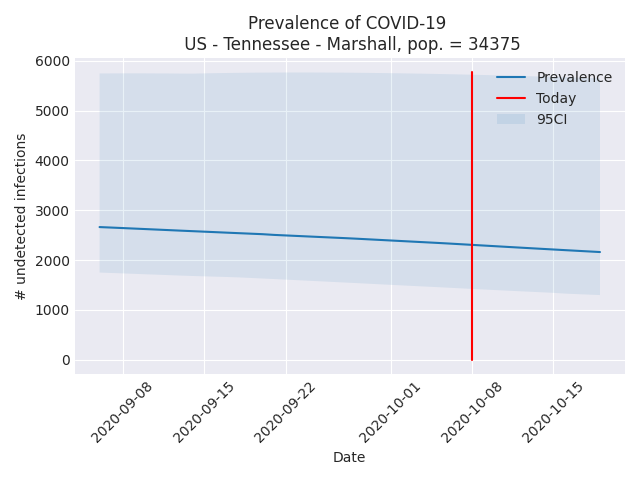 Prevalence of COVID-19
US - Tennessee - Marshall, pop. = 34375
6000
5000
4000
3000
2000
1000
0
# undetected infections
Prevalence
Today
95CI
2020-09-08
2020-09-15
2020-09-22
2020-10-01
2020-10-08
2020-10-15
Date